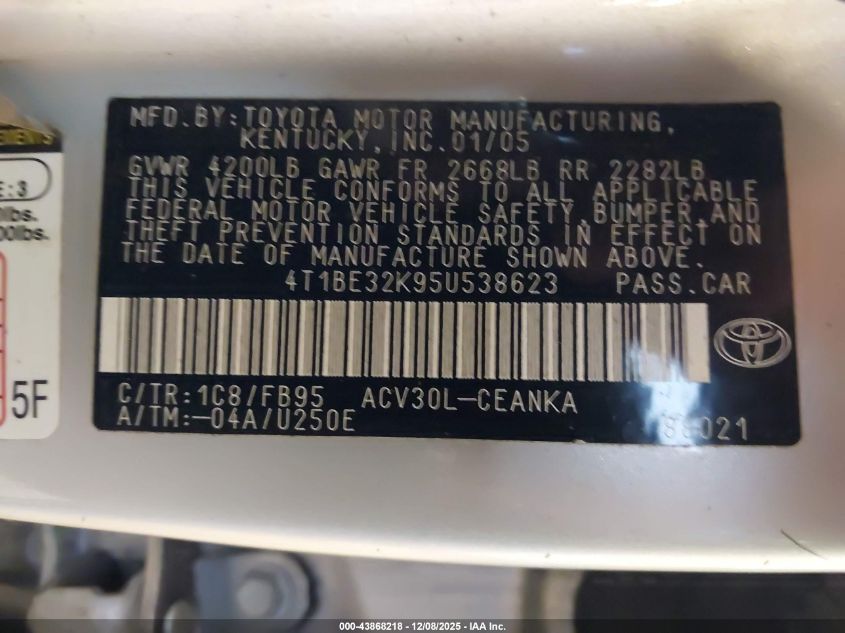 MFD.BY:TOYOTA MOTOR MANUFACTURING,
KENTUCKY,INC.01/05
GVWR 4200LB GAWR FR 2668LB RR 2282LB
THIS VEHICLE CONFORMS TO ALL APPLICABLE
FEDERAL MOTOR VEHICLE SAFETY,BUMPER,AND
THEFT PREVENTION STANDARDS IN EFFECT ON
THE DATE OF MANUFACTURE SHOWN ABOVE.
4T1BE32K95U538623 PASS.CAR
C/TR:1C8/FB95 ACV30L-CEANKA
A/TM:-04A/U250E
E:3
lbs.
00lbs.
5F
000-43868218 - 12/08/2025 - IAA Inc.